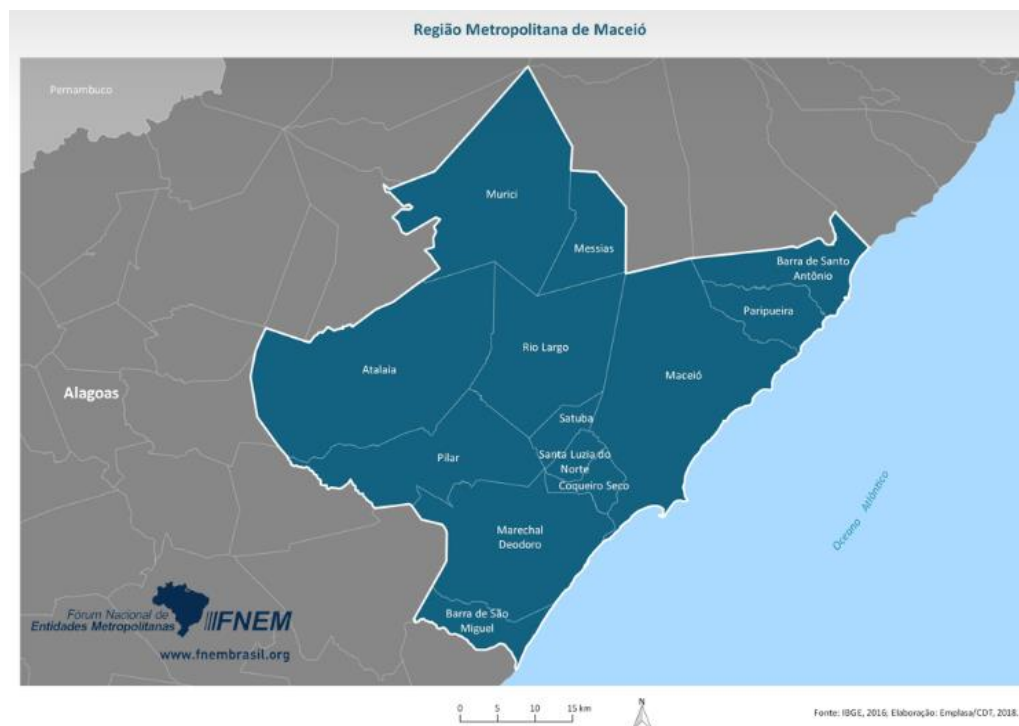 Região Metropolitana de Maceió
Pernambuco
Murici
Messias
Barra de Santo
Antônio
Paripueira
Rio Largo
Atalaia
Maceió
Alagoas
Satuba
Pilar
Santa Luzia do
Norte
Coqueiro Seco
Marechal
Deodoro
Oceano Atlântico
Barra de São
Miguel
Fórum Nacional de
Entidades Metropolitanas
FNEM
www.fnembrasil.org
0 5 10 15 km
N
Fonte: IBGE, 2016, Elaboração: Emplasa/CDT, 2018.